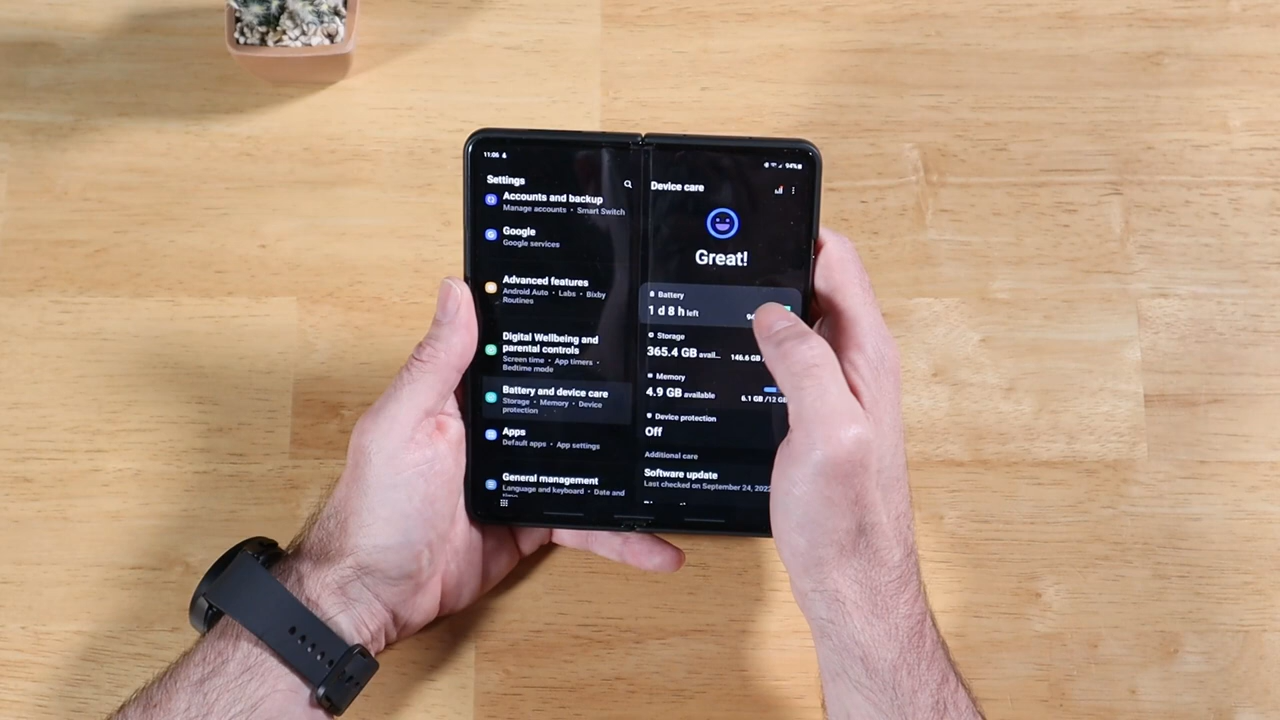 11:06
Settings
Accounts and backup
Manage accounts • Smart Switch
Google
Google services
Advanced features
Android Auto • Labs • Bixby
Routines
Digital Wellbeing and
parental controls
Screen time • App timers •
Bedtime mode
Battery and device care
Storage • Memory • Device
protection
Apps
Default apps • App settings
General management
Language and keyboard • Date and
time
94%
Device care
Great!
Battery
1 d 8 h left
94
Storage
365.4 GB avail...
146.6 GB /
Memory
4.9 GB available
6.1 GB /12 GB
Device protection
Off
Additional care
Software update
Last checked on September 24, 2022